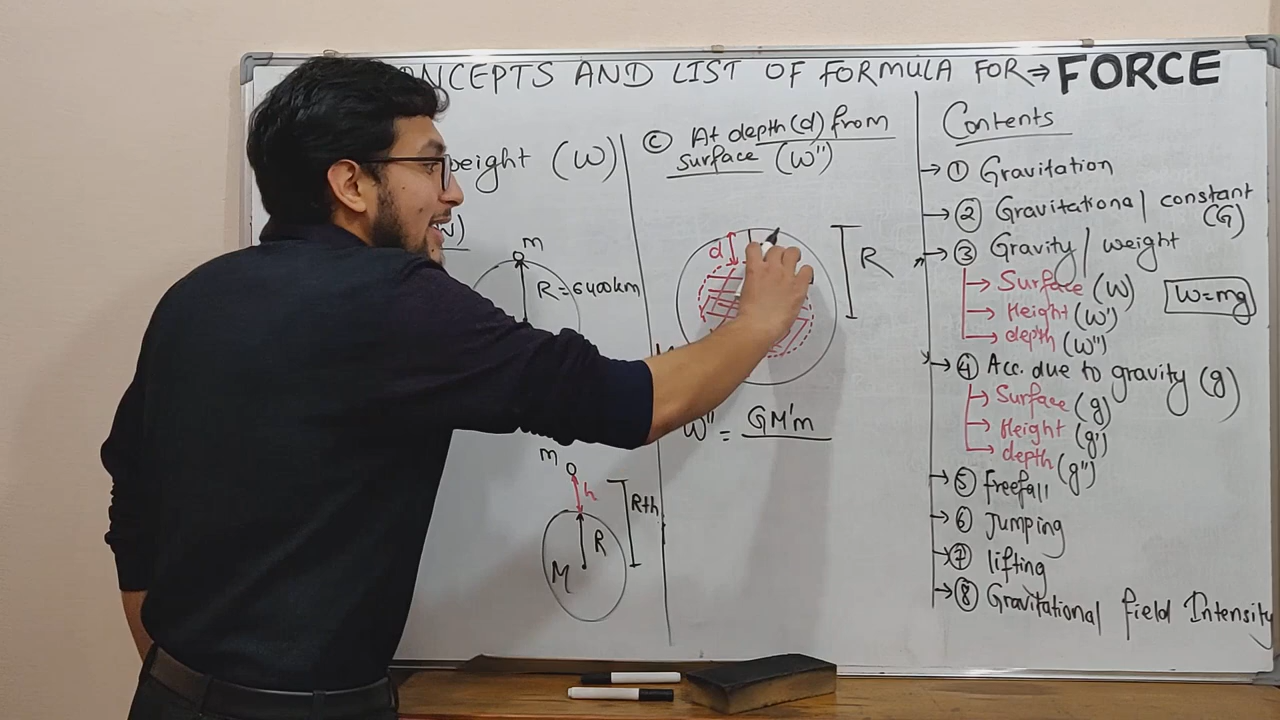 ONCEPTS AND LIST OF FORMULA FOR ⇒ FORCE
weight (W)
m
R = 6400km
m
h
R+h
R
M
© At depth (d) from
surface (W")
d
R
W" = GM'm
Contents
→ ① Gravitation
→ ② Gravitational constant
(G)
→ ③ Gravity / weight
→ Surface (W)
→ Height (W')
→ depth (W")
W=mg
→ ④ Acc. due to gravity (g)
→ Surface (g)
→ Height (g')
→ depth (g")
→ ⑤ freefall
→ ⑥ Jumping
→ ⑦ lifting
→ ⑧ Gravitational field Intensity